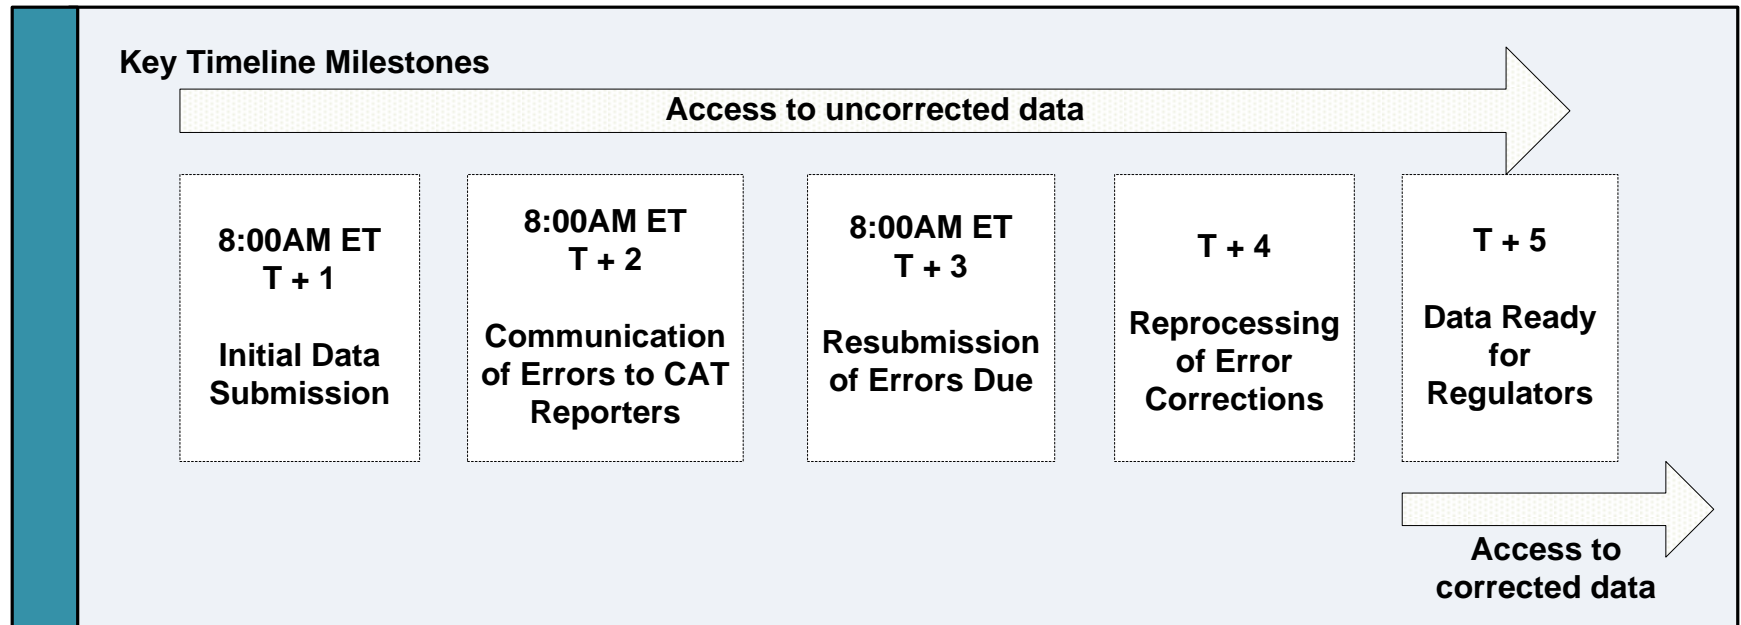 Key Timeline Milestones
Access to uncorrected data
8:00AM ET
T + 1
Initial Data
Submission
8:00AM ET
T + 2
Communication
of Errors to CAT
Reporters
8:00AM ET
T + 3
Resubmission
of Errors Due
T + 4
Reprocessing
of Error
Corrections
T + 5
Data Ready
for
Regulators
Access to
corrected data